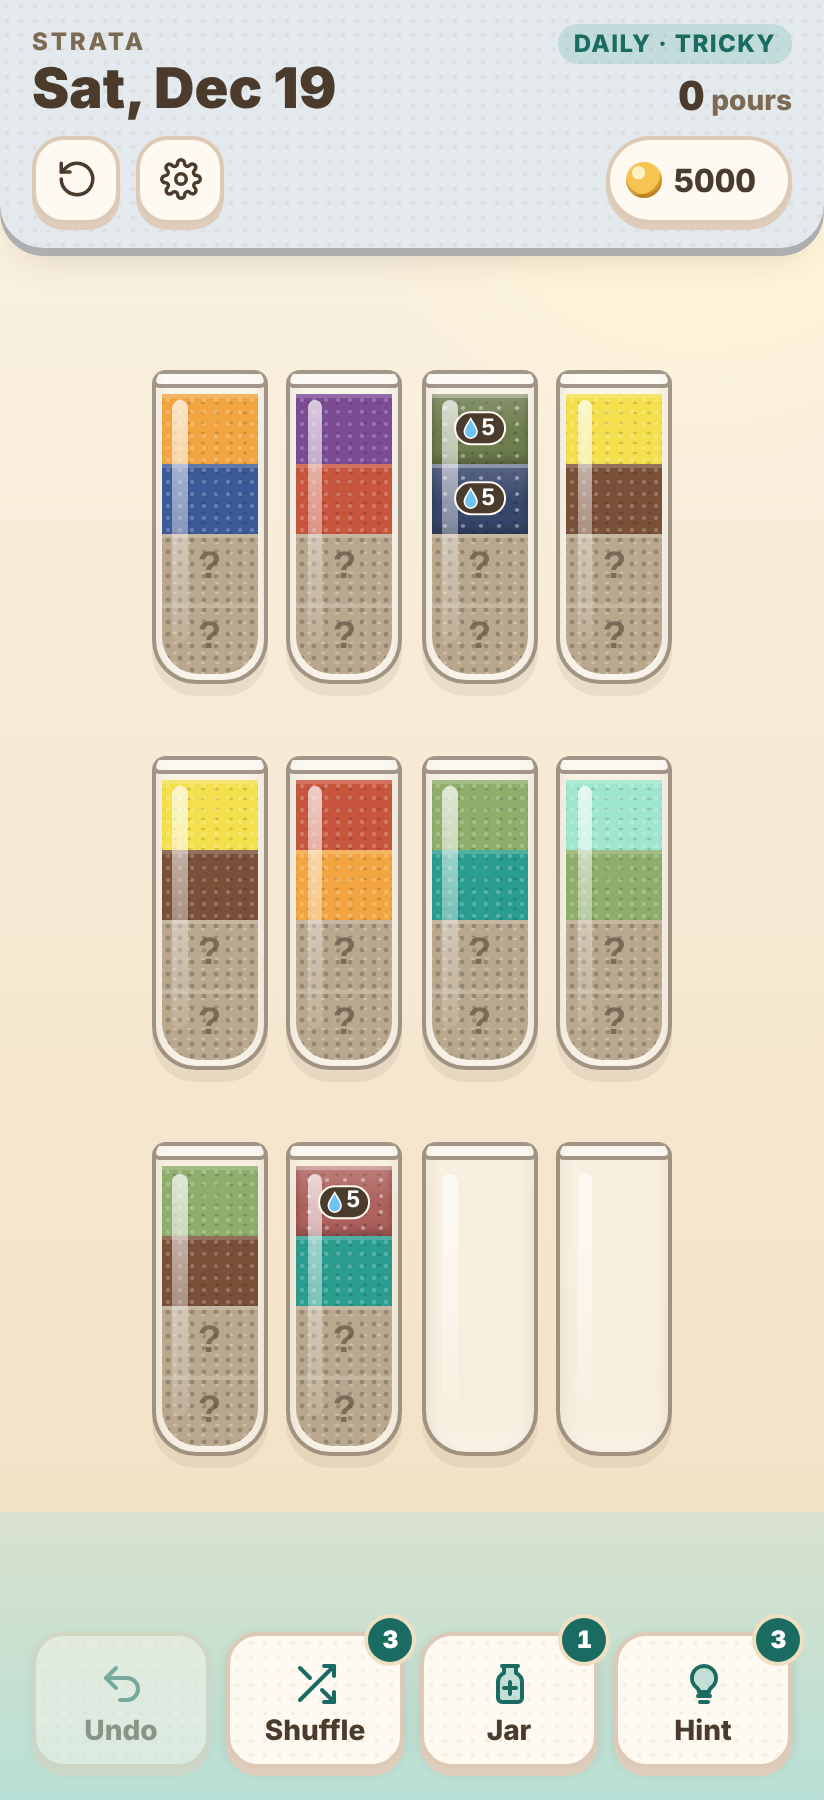 STRATA
DAILY · TRICKY
Sat, Dec 19
0 pours
5000
5
5
? ? ? ?
? ? ? ?
? ? ? ?
? ? ? ?
5
? ?
? ?
3
1
3
Undo
Shuffle
Jar
Hint